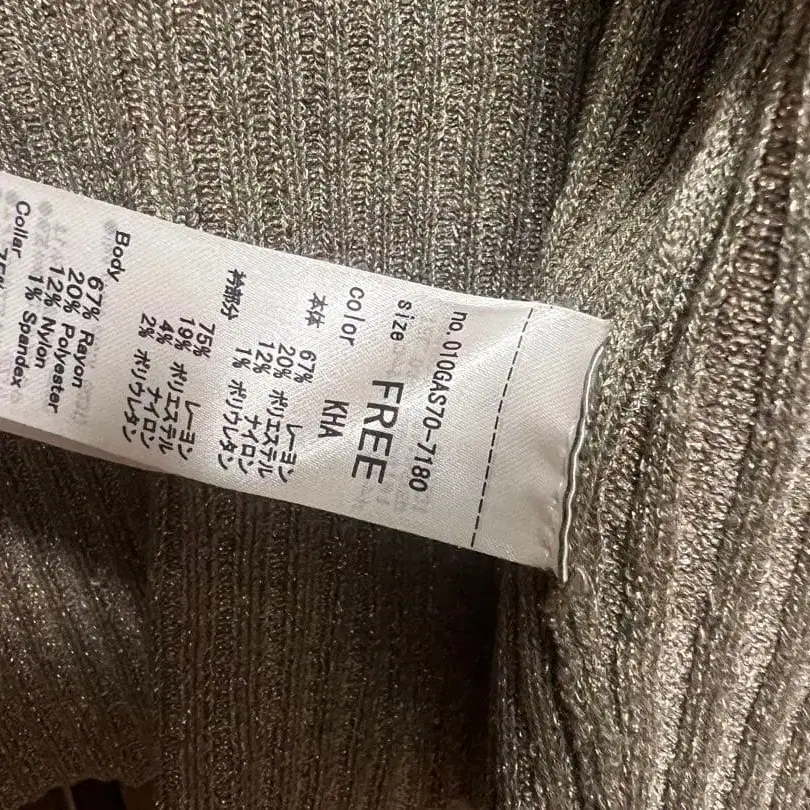 no. 010GAS70-7180
size FREE
color KHA
本体
67% レーヨン
20% ポリエステル
12% ナイロン
1% ポリウレタン
衿部分
75% レーヨン
19% ポリエステル
4% ナイロン
2% ポリウレタン
Body
67% Rayon
20% Polyester
12% Nylon
1% Spandex
Collar